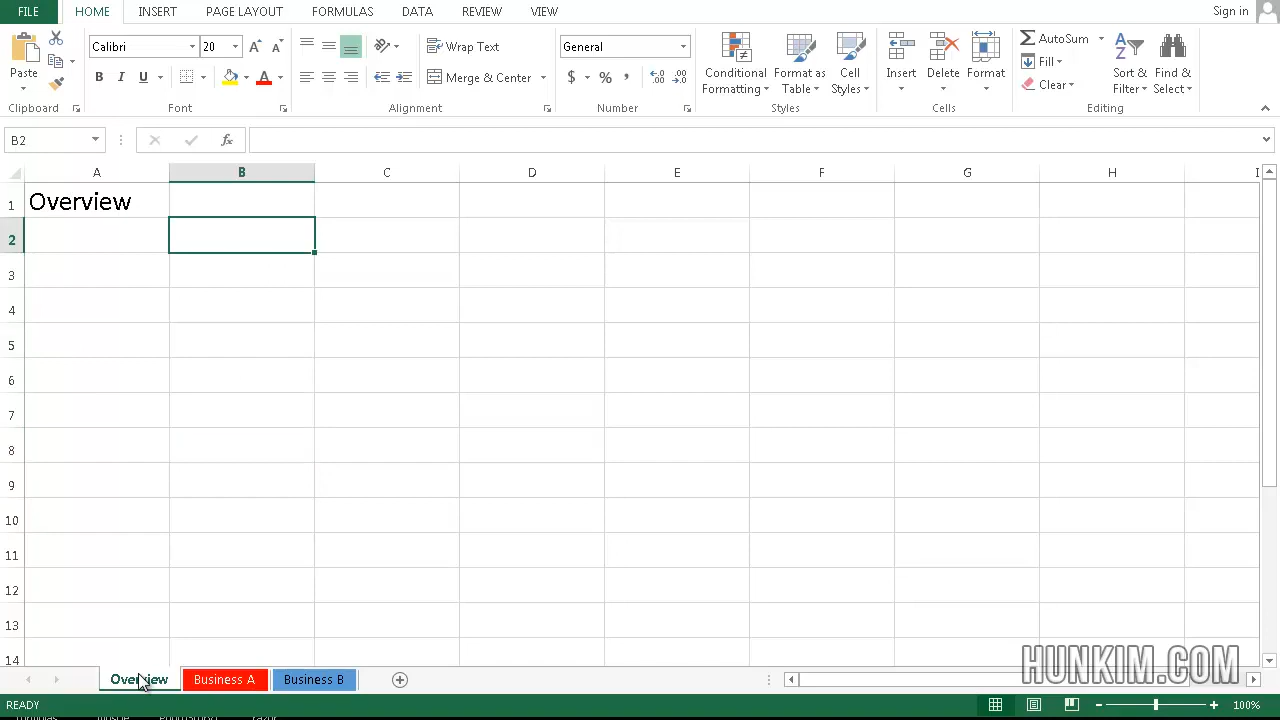 FILE HOME INSERT PAGE LAYOUT FORMULAS DATA REVIEW VIEW Sign in
Calibri 20 A A Wrap Text General AutoSum
Paste Conditional Formatting Format as Table Cell Styles Insert Delete Format Fill Sort & Filter Find & Select
B I U A Merge & Center $ % , Clear
Clipboard Font Alignment Number Styles Cells Editing
B2 fx
A B C D E F G H I
1 Overview
2
3
4
5
6
7
8
9
10
11
12
13
14
HUNKIM.COM
Overview Business A Business B
READY 100%